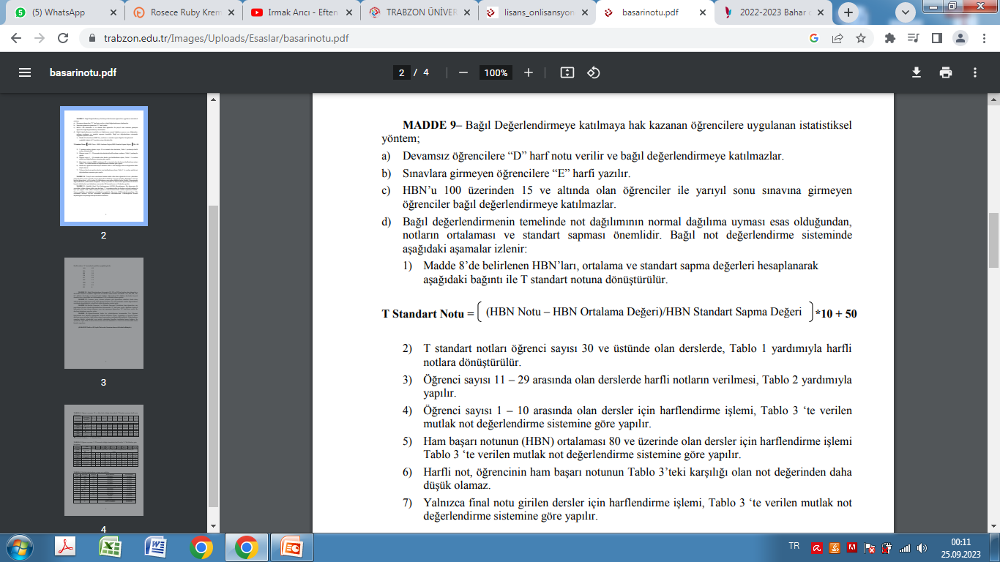 (5) WhatsApp
Rosece Ruby Krem
Irmak Arıcı - Eften
TRABZON ÜNİVER
lisans_onlisansyon
basarinotu.pdf
2022-2023 Bahar
trabzon.edu.tr/Images/Uploads/Esaslar/basarinotu.pdf
basarinotu.pdf
2 / 4
100%
MADDE 9– Bağıl Değerlendirmeye katılmaya hak kazanan öğrencilere uygulanan istatistiksel
yöntem;
a) Devamsız öğrencilere “D” harf notu verilir ve bağıl değerlendirmeye katılmazlar.
b) Sınavlara girmeyen öğrencilere “E” harfi yazılır.
c) HBN’u 100 üzerinden 15 ve altında olan öğrenciler ile yarıyıl sonu sınavına girmeyen
öğrenciler bağıl değerlendirmeye katılmazlar.
d) Bağıl değerlendirmenin temelinde not dağılımının normal dağılıma uyması esas olduğundan,
notların ortalaması ve standart sapması önemlidir. Bağıl not değerlendirme sisteminde
aşağıdaki aşamalar izlenir:
1) Madde 8’de belirlenen HBN’ları, ortalama ve standart sapma değerleri hesaplanarak
aşağıdaki bağıntı ile T standart notuna dönüştürülür.
T Standart Notu = ( (HBN Notu – HBN Ortalama Değeri)/HBN Standart Sapma Değeri )*10 + 50
2) T standart notları öğrenci sayısı 30 ve üstünde olan derslerde, Tablo 1 yardımıyla harfli
notlara dönüştürülür.
3) Öğrenci sayısı 11 – 29 arasında olan derslerde harfli notların verilmesi, Tablo 2 yardımıyla
yapılır.
4) Öğrenci sayısı 1 – 10 arasında olan dersler için harflendirme işlemi, Tablo 3 ‘te verilen
mutlak not değerlendirme sistemine göre yapılır.
5) Ham başarı notunun (HBN) ortalaması 80 ve üzerinde olan dersler için harflendirme işlemi
Tablo 3 ‘te verilen mutlak not değerlendirme sistemine göre yapılır.
6) Harfli not, öğrencinin ham başarı notunun Tablo 3’teki karşılığı olan not değerinden daha
düşük olamaz.
7) Yalnızca final notu girilen dersler için harflendirme işlemi, Tablo 3 ‘te verilen mutlak not
değerlendirme sistemine göre yapılır.
2
3
4
TR
00:11
25.09.2023